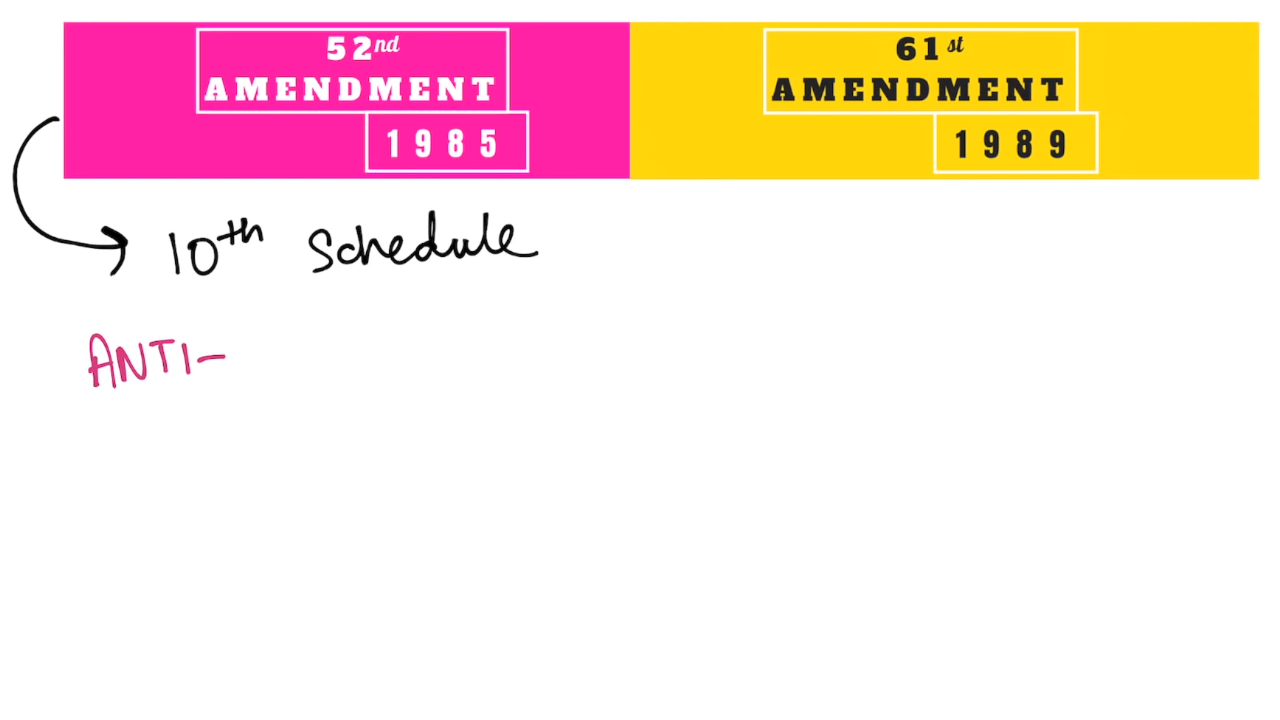 52nd
AMENDMENT
1985
61st
AMENDMENT
1989
10th Schedule
ANTI-